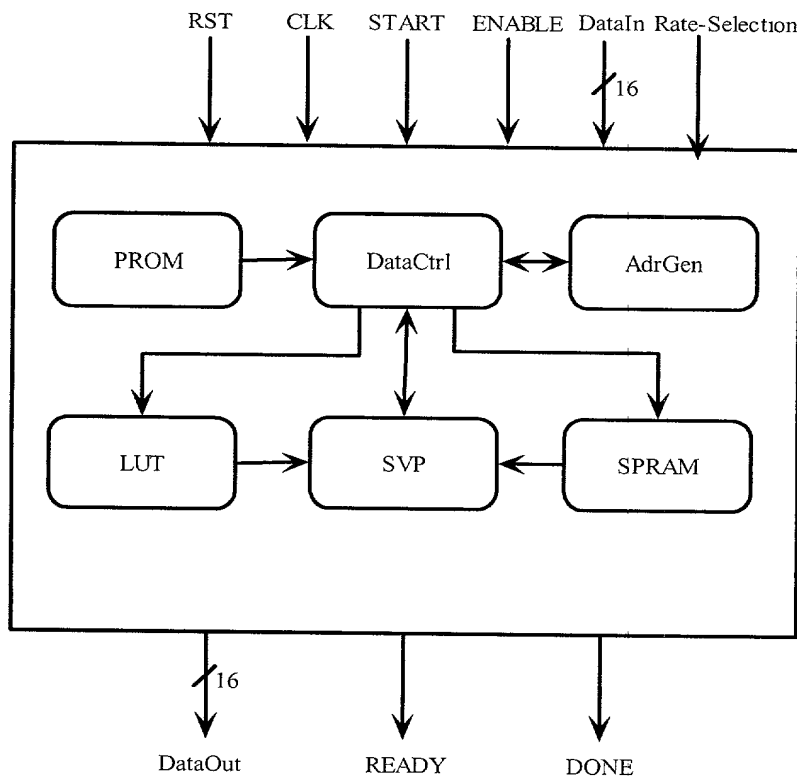 RST CLK START ENABLE DataIn Rate-Selection
16
PROM DataCtrl AdrGen
LUT SVP SPRAM
16
DataOut READY DONE